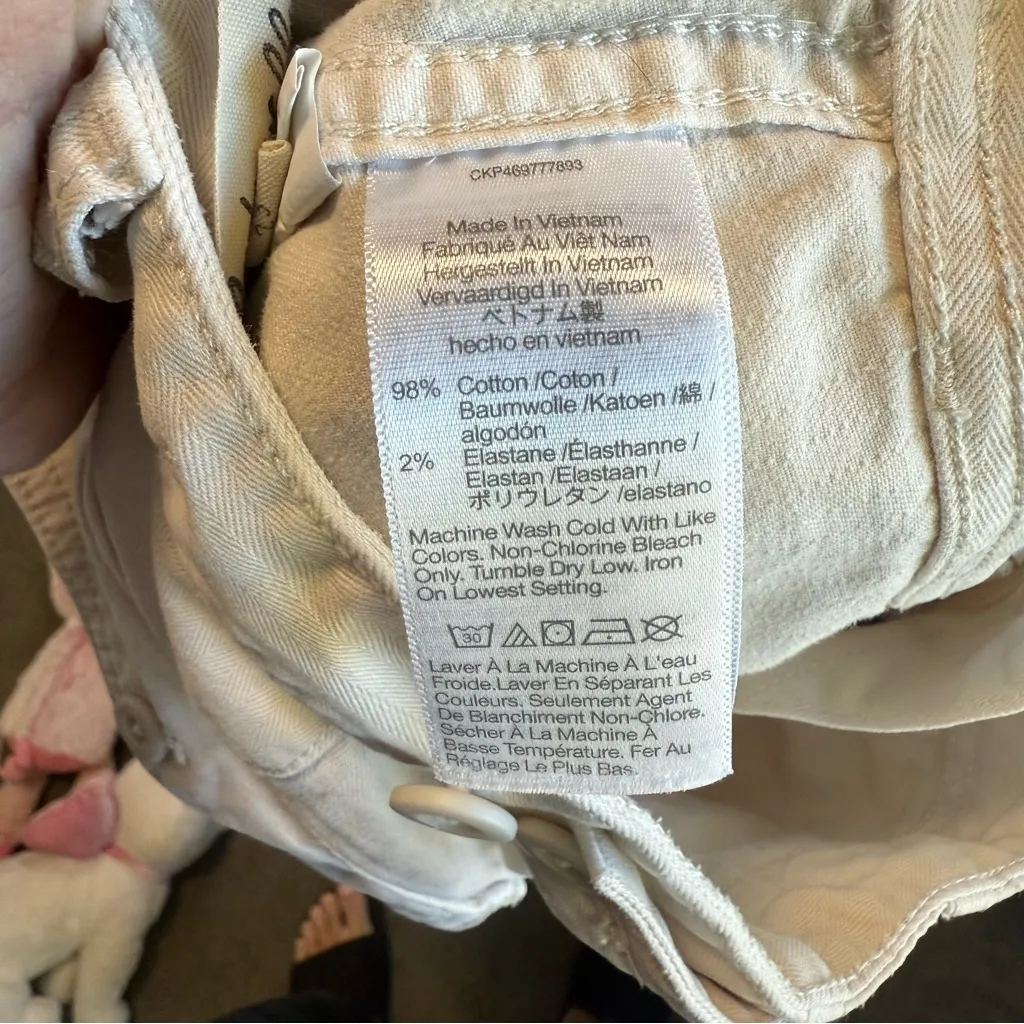 CKP469777893
Made In Vietnam
Fabriqué Au Viêt Nam
Hergestellt In Vietnam
Vervaardigd In Vietnam
ベトナム製
hecho en vietnam
98% Cotton /Coton /
Baumwolle /Katoen /綿 /
algodón
2% Elastane /Élasthanne /
Elastan /Elastaan /
ポリウレタン /elastano
Machine Wash Cold With Like
Colors. Non-Chlorine Bleach
Only. Tumble Dry Low. Iron
On Lowest Setting.
30
Laver À La Machine À L'eau
Froide.Laver En Séparant Les
Couleurs. Seulement Agent
De Blanchiment Non-Chlore.
Sécher À La Machine À
Basse Température. Fer Au
Réglage Le Plus Bas.